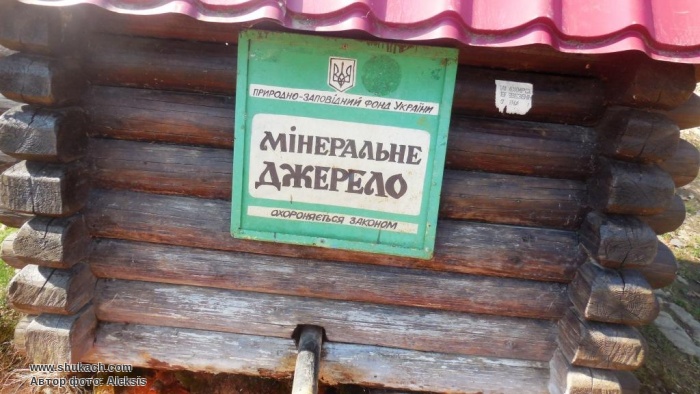 ПРИРОДНО-ЗАПОВІДНИЙ ФОНД УКРАЇНИ
МІНЕРАЛЬНЕ
ДЖЕРЕЛО
ОХОРОНЯЄТЬСЯ ЗАКОНОМ
www.shukach.com
Автор фото: Aleksis